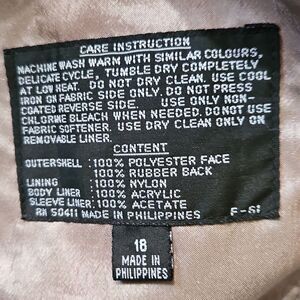 CARE INSTRUCTION
MACHINE WASH WARM WITH SIMILAR COLOURS,
DELICATE CYCLE, TUMBLE DRY COMPLETELY
AT LOW HEAT. DO NOT DRY CLEAN. USE COOL
IRON ON FABRIC SIDE ONLY. DO NOT PRESS
COATED REVERSE SIDE. USE ONLY NON-
CHLORINE BLEACH WHEN NEEDED. DO NOT USE
FABRIC SOFTENER. USE DRY CLEAN ONLY ON
REMOVABLE LINER.
CONTENT
OUTERSHELL :100% POLYESTER FACE
:100% RUBBER BACK
LINING :100% NYLON
BODY LINER :100% ACRYLIC
SLEEVE LINER:100% ACETATE
RN 50411 MADE IN PHILIPPINES
18
MADE IN
PHILIPPINES